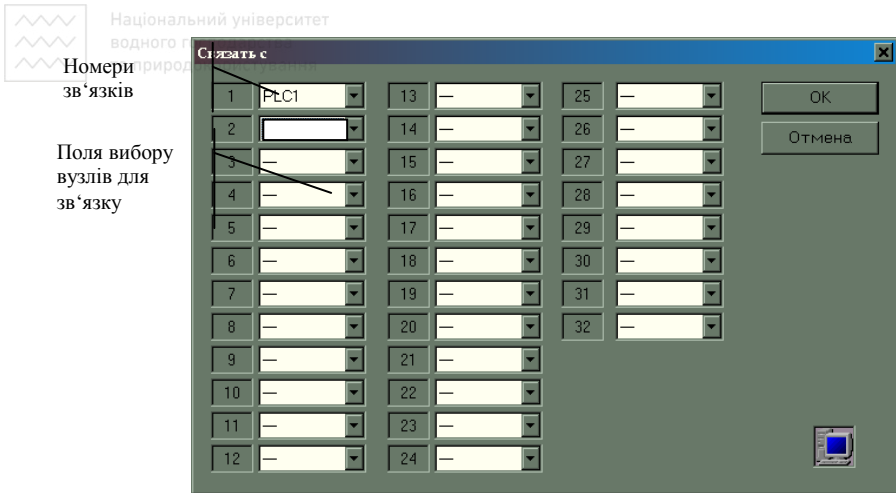 Національний університет
водного господарства
та природокористування
Номери
зв‘язків
Поля вибору
вузлів для
зв‘язку
Связать с
1 PLC1 13 — 25 — OK
2 14 — 26 — Отмена
3 — 15 — 27 —
4 — 16 — 28 —
5 — 17 — 29 —
6 — 18 — 30 —
7 — 19 — 31 —
8 — 20 — 32 —
9 — 21 —
10 — 22 —
11 — 23 —
12 — 24 —